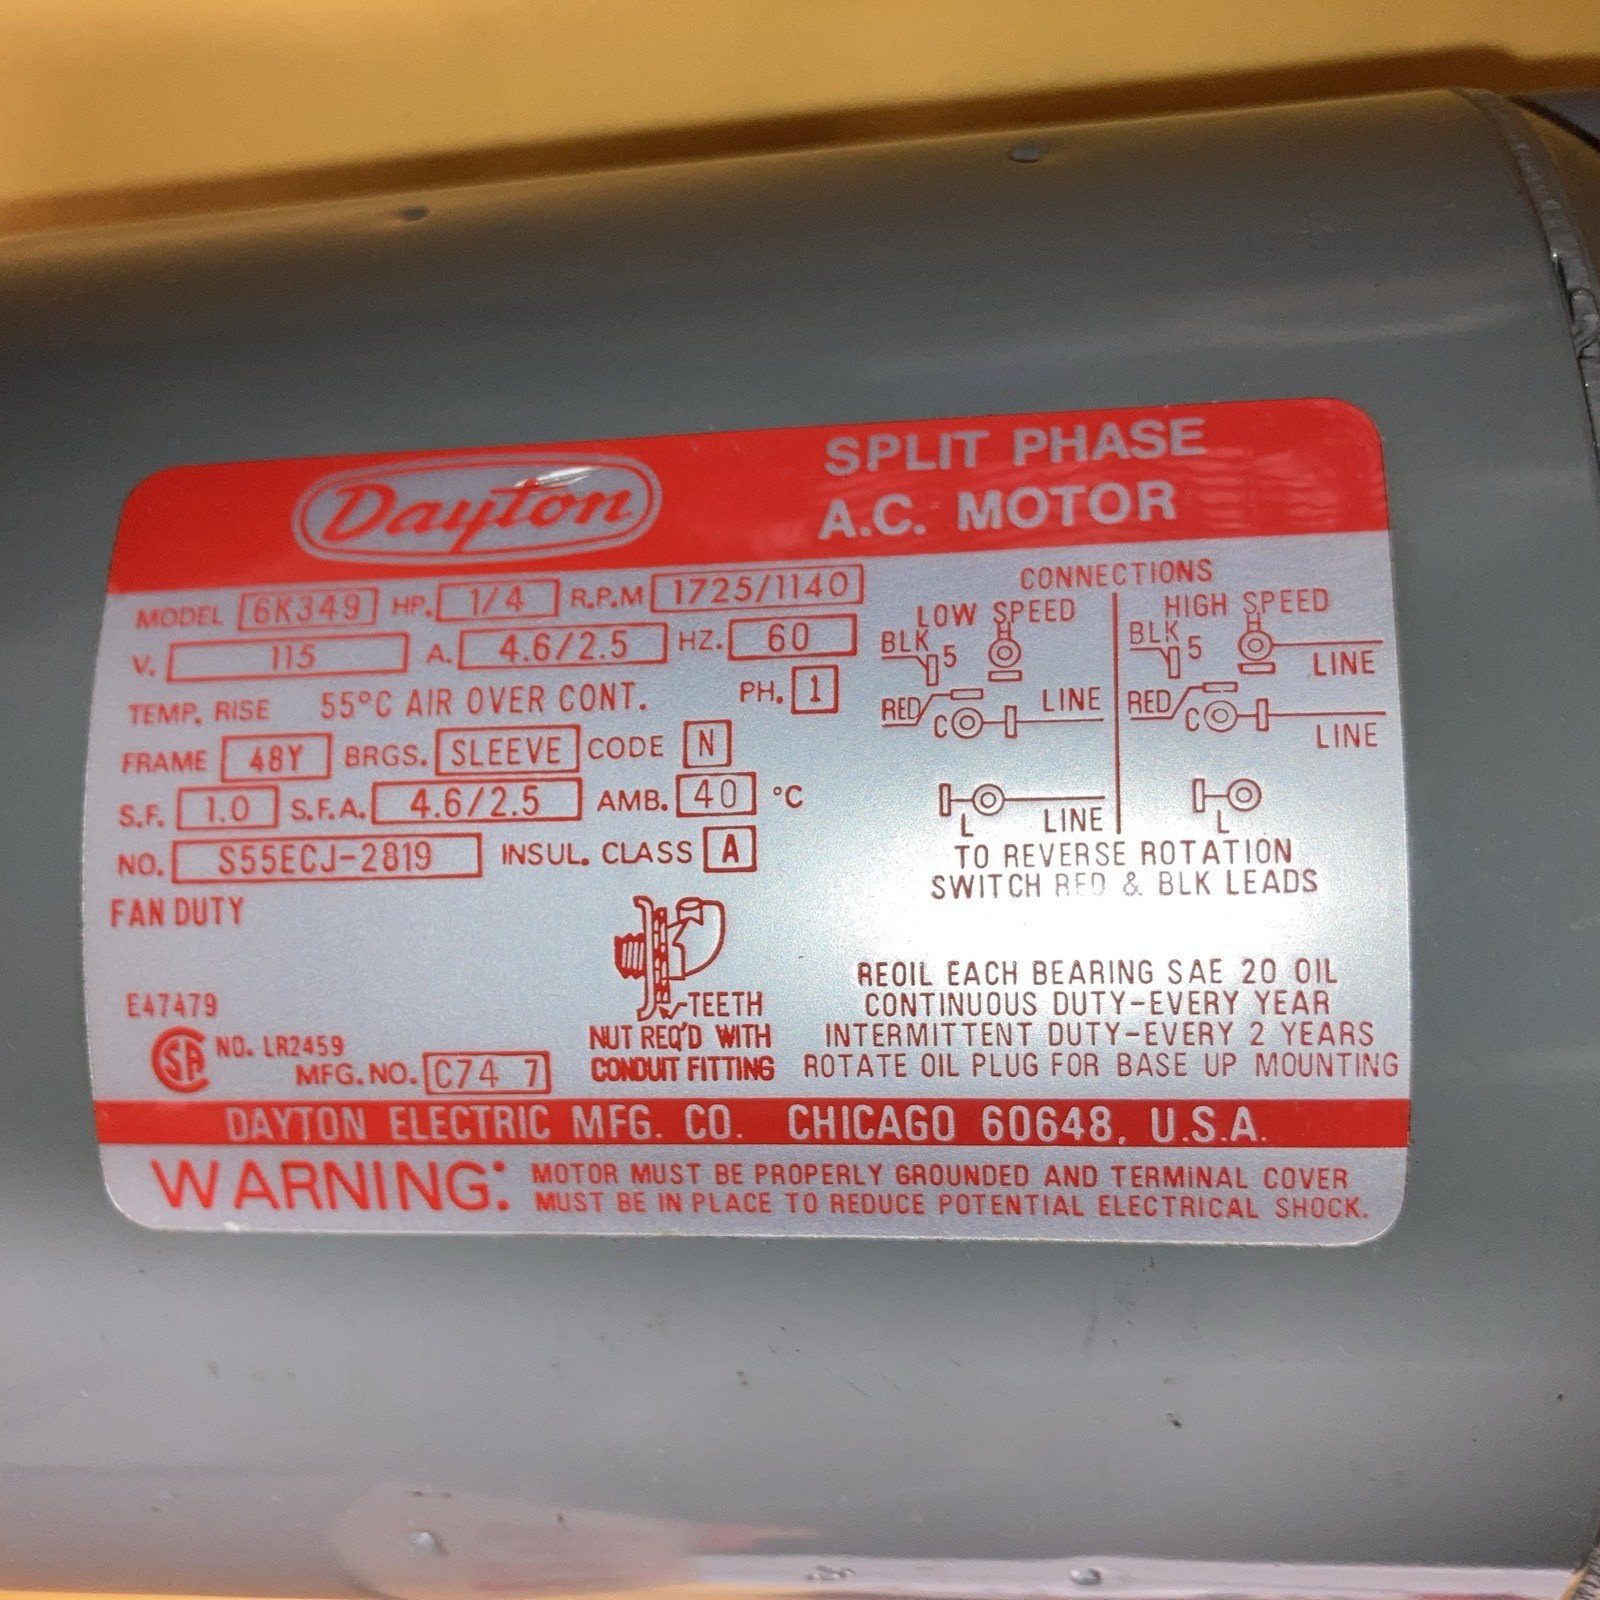 Dayton
SPLIT PHASE
A.C. MOTOR
MODEL 6K349 HP. 1/4 R.P.M 1725/1140
V. 115 A. 4.6/2.5 HZ. 60
TEMP. RISE 55°C AIR OVER CONT. PH. 1
FRAME 48Y BRGS. SLEEVE CODE N
S.F. 1.0 S.F.A. 4.6/2.5 AMB. 40 °C
NO. S55ECJ-2819 INSUL. CLASS A
FAN DUTY
E47479
SA NO. LR2459
MFG. NO. C74 7
TEETH
NUT REQ'D WITH
CONDUIT FITTING
CONNECTIONS
LOW SPEED
H
BLK 5
RED C LINE
L LINE
HIGH SPEED
H
BLK 5 LINE
RED C LINE
L
TO REVERSE ROTATION
SWITCH RED & BLK LEADS
REOIL EACH BEARING SAE 20 OIL
CONTINUOUS DUTY-EVERY YEAR
INTERMITTENT DUTY-EVERY 2 YEARS
ROTATE OIL PLUG FOR BASE UP MOUNTING
DAYTON ELECTRIC MFG. CO. CHICAGO 60648, U.S.A.
WARNING: MOTOR MUST BE PROPERLY GROUNDED AND TERMINAL COVER
MUST BE IN PLACE TO REDUCE POTENTIAL ELECTRICAL SHOCK.